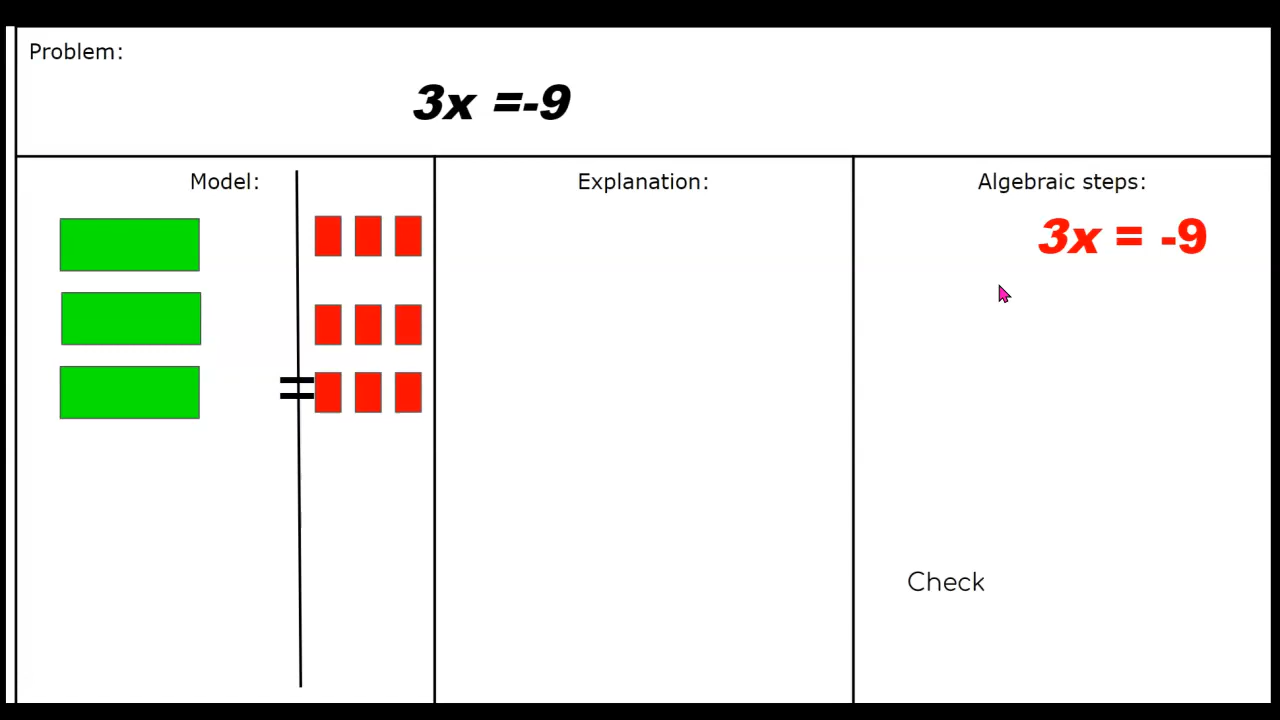 Problem:
3x =-9
Model:
Explanation:
Algebraic steps:
3x = -9
=
Check